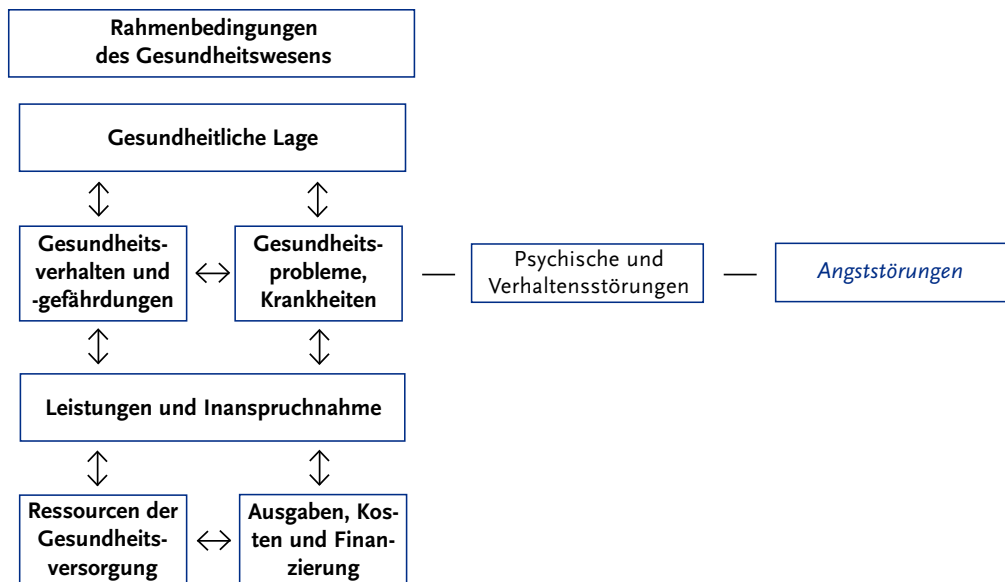 Rahmenbedingungen
des Gesundheitswesens
Gesundheitliche Lage
Gesundheits-
verhalten und
-gefährdungen
Gesundheits-
probleme,
Krankheiten
Psychische und
Verhaltensstörungen
Angststörungen
Leistungen und Inanspruchnahme
Ressourcen der
Gesundheits-
versorgung
Ausgaben, Kos-
ten und Finan-
zierung